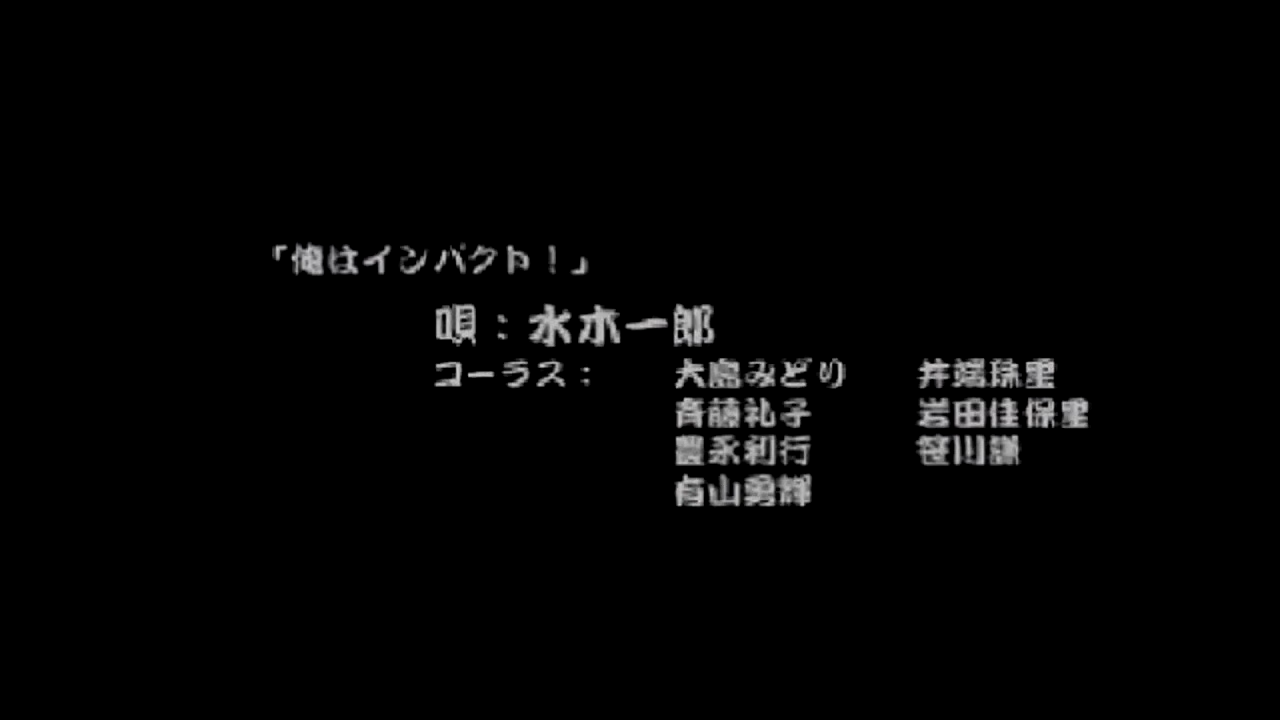 「俺はインパクト！」
唄：水木一郎
コーラス： 大島みどり 井端珠里
斉藤礼子 岩田佳保里
豊永利行 笹川謙
有山勇輝